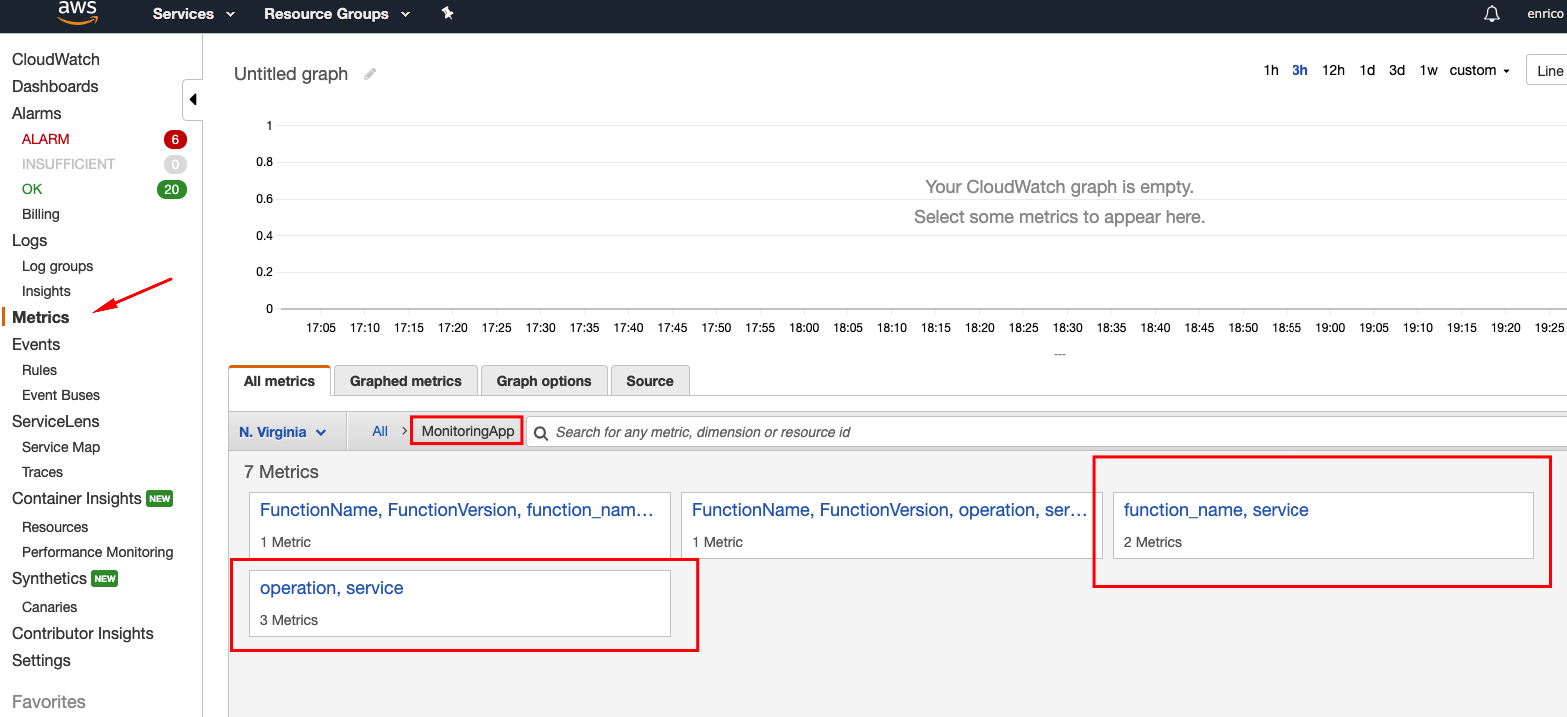 aws Services Resource Groups enrico
CloudWatch
Dashboards
Alarms
ALARM 6
INSUFFICIENT 0
OK 20
Billing
Logs
Log groups
Insights
Metrics
Events
Rules
Event Buses
ServiceLens
Service Map
Traces
Container Insights NEW
Resources
Performance Monitoring
Synthetics NEW
Canaries
Contributor Insights
Settings
Favorites
Untitled graph
1h 3h 12h 1d 3d 1w custom Line
1
0.8
0.6
0.4
0.2
0
Your CloudWatch graph is empty.
Select some metrics to appear here.
17:05 17:10 17:15 17:20 17:25 17:30 17:35 17:40 17:45 17:50 17:55 18:00 18:05 18:10 18:15 18:20 18:25 18:30 18:35 18:40 18:45 18:50 18:55 19:00 19:05 19:10 19:15 19:20 19:25
All metrics Graphed metrics Graph options Source
N. Virginia All > MonitoringApp Search for any metric, dimension or resource id
7 Metrics
FunctionName, FunctionVersion, function_nam…
1 Metric
FunctionName, FunctionVersion, operation, ser…
1 Metric
function_name, service
2 Metrics
operation, service
3 Metrics